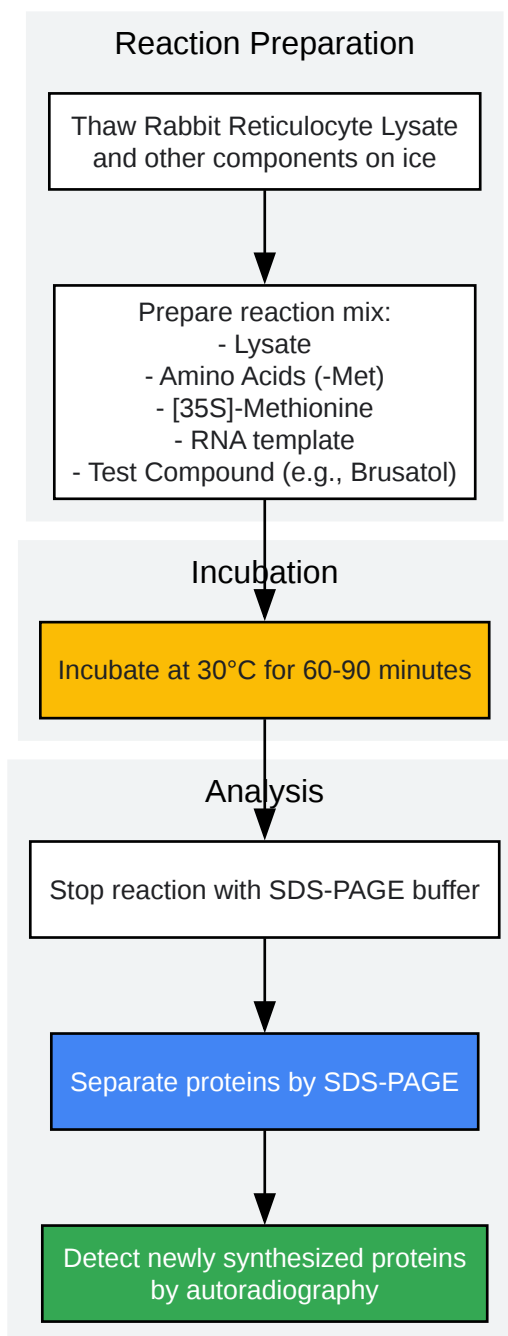 Reaction Preparation
Thaw Rabbit Reticulocyte Lysate
and other components on ice
Prepare reaction mix:
- Lysate
- Amino Acids (-Met)
- [35S]-Methionine
- RNA template
- Test Compound (e.g., Brusatol)
Incubation
Incubate at 30°C for 60-90 minutes
Analysis
Stop reaction with SDS-PAGE buffer
Separate proteins by SDS-PAGE
Detect newly synthesized proteins
by autoradiography